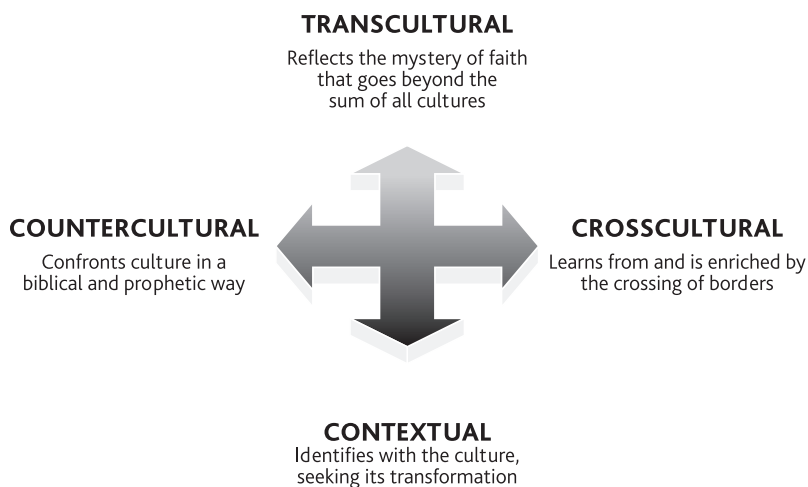 TRANSCULTURAL
Reflects the mystery of faith
that goes beyond the
sum of all cultures
COUNTERCULTURAL
Confronts culture in a
biblical and prophetic way
CROSSCULTURAL
Learns from and is enriched by
the crossing of borders
CONTEXTUAL
Identifies with the culture,
seeking its transformation